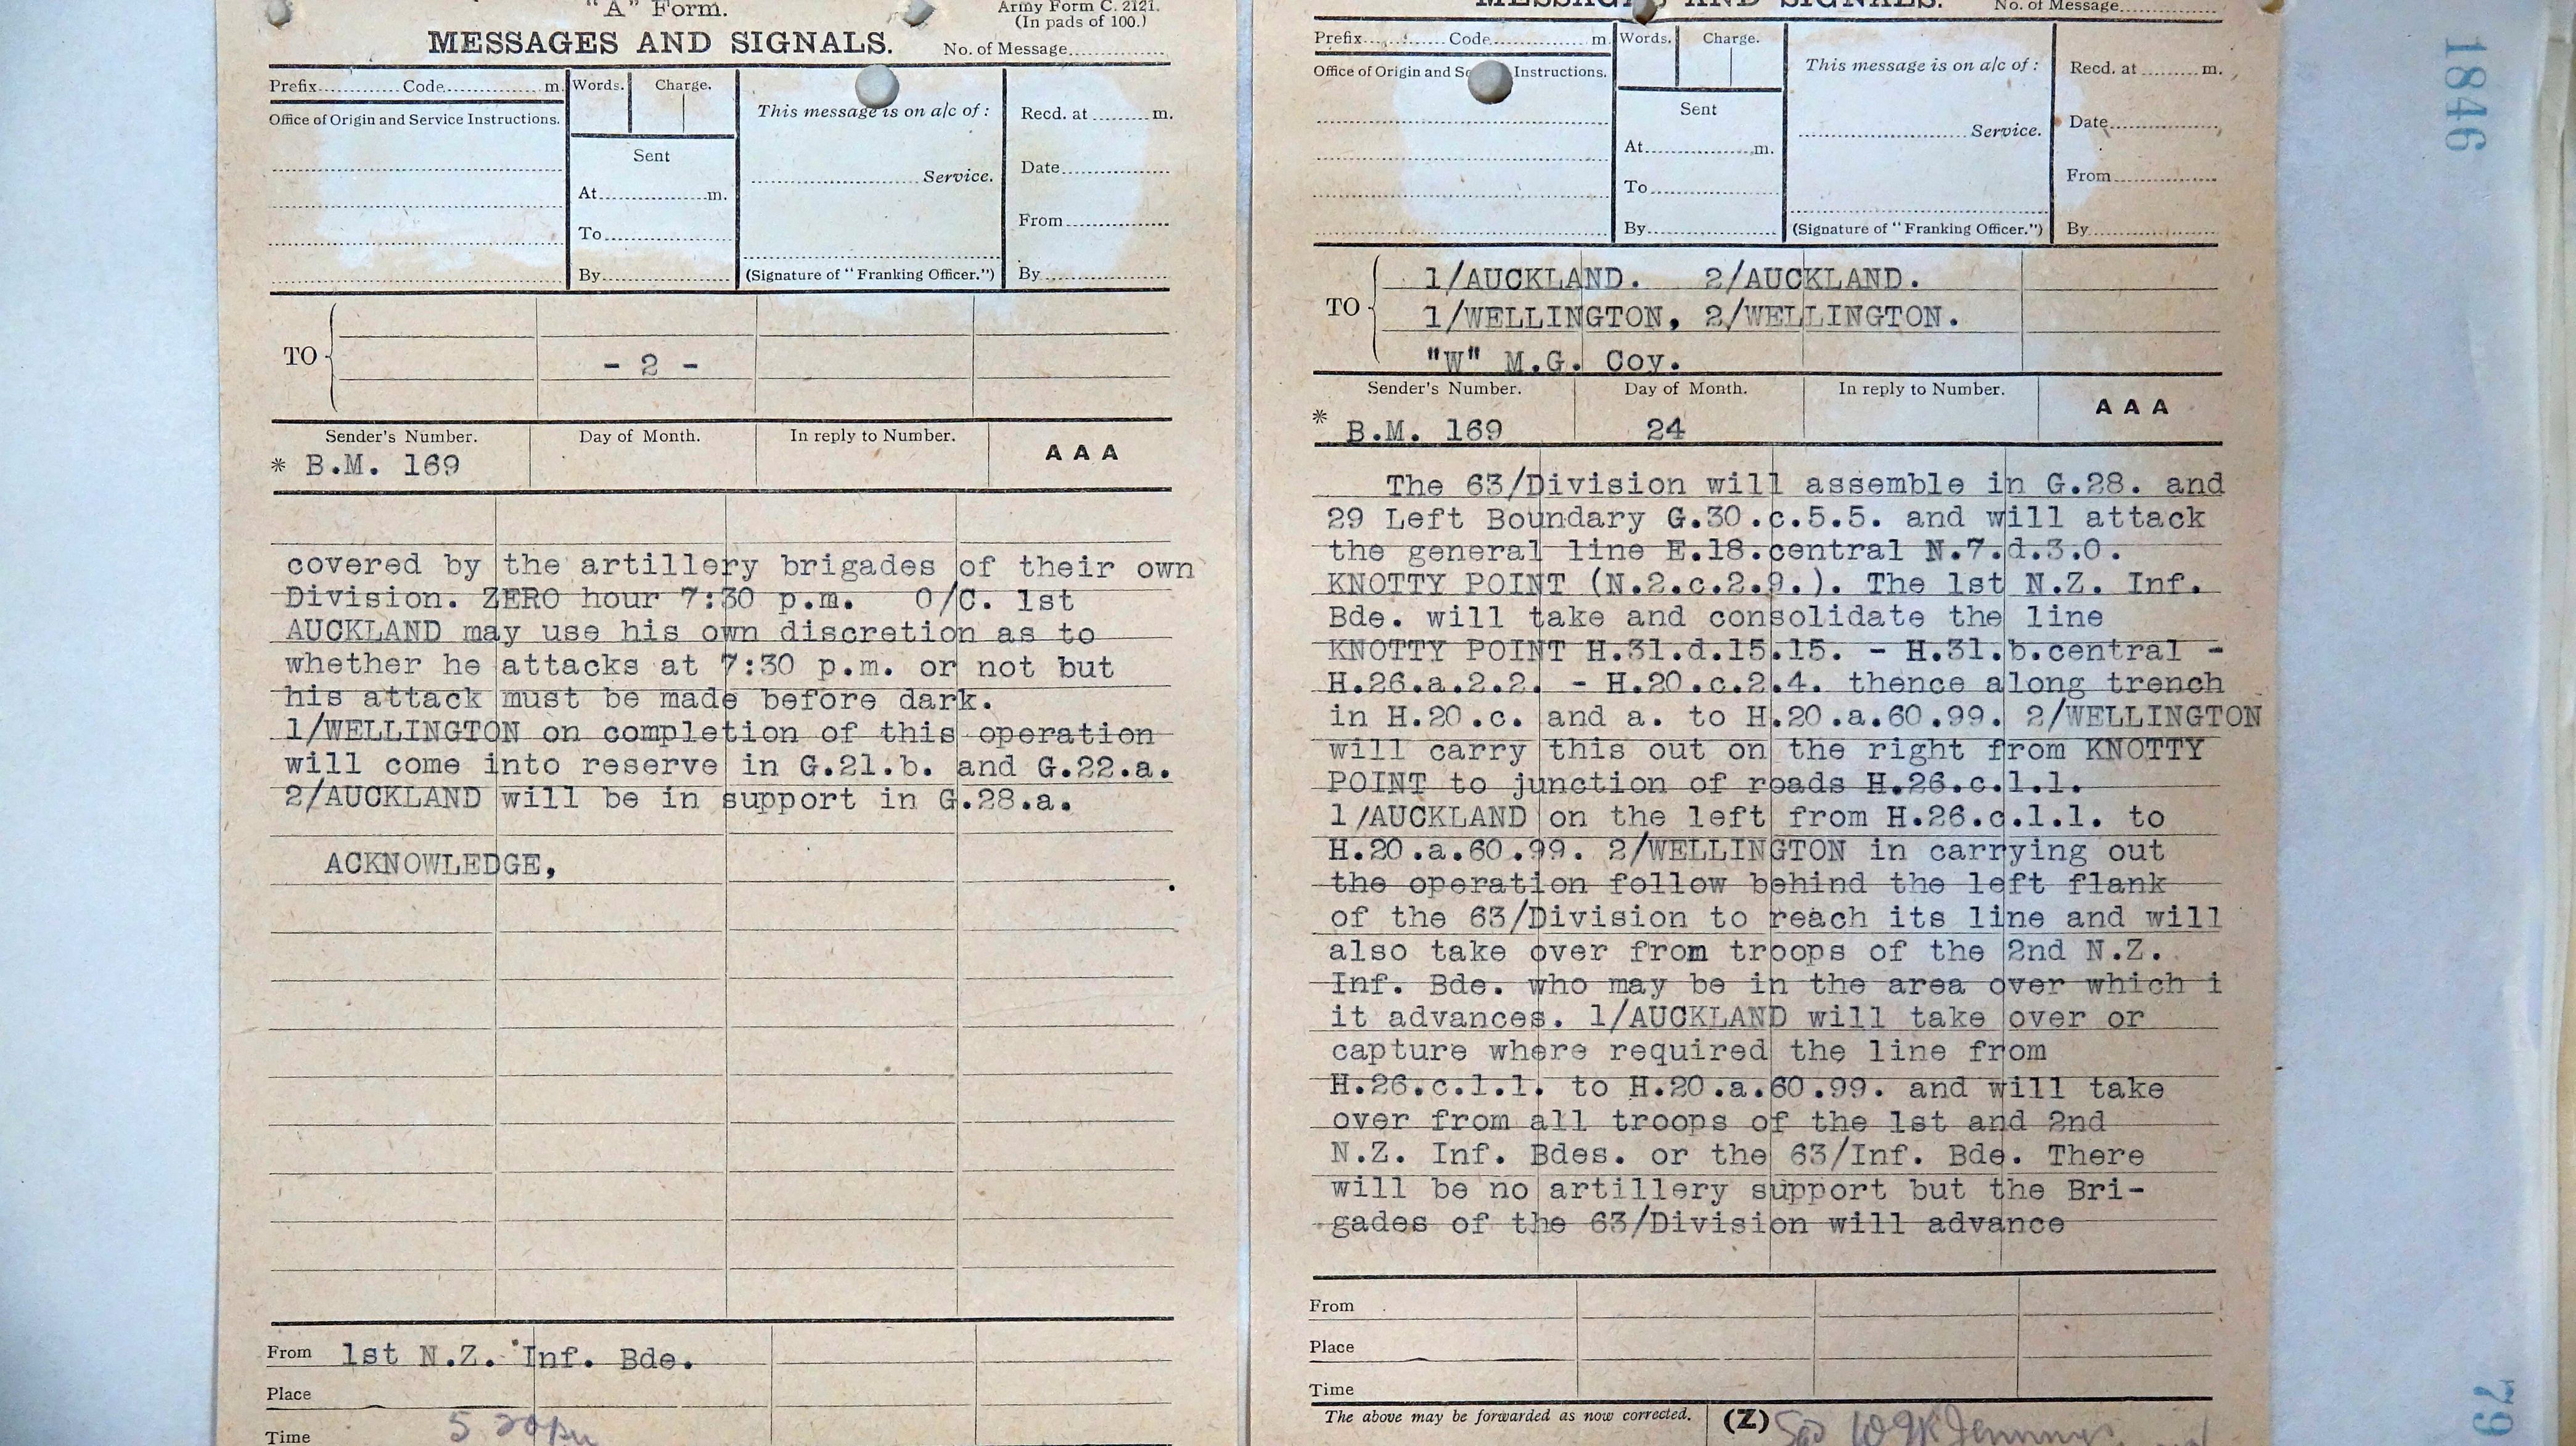 "A" Form.
Army Form C. 2121.
(In pads of 100.)
MESSAGES AND SIGNALS.
No. of Message
Prefix Code m. Words. Charge.
This message is on a/c of :
Recd. at m.
Office of Origin and Service Instructions.
Sent
Date
Service.
At m.
From
To
By
(Signature of "Franking Officer.")
By
TO
- 2 -
Sender's Number. Day of Month. In reply to Number. A A A
* B.M. 169
covered by the artillery brigades of their own
Division. ZERO hour 7:30 p.m. O/C. 1st
AUCKLAND may use his own discretion as to
whether he attacks at 7:30 p.m. or not but
his attack must be made before dark.
1/WELLINGTON on completion of this operation
will come into reserve in G.21.b. and G.22.a.
2/AUCKLAND will be in support in G.28.a.
ACKNOWLEDGE,
From 1st N.Z. Inf. Bde.
Place
Time
MESSAGES AND SIGNALS.
No. of Message
Prefix Code m. Words. Charge.
This message is on a/c of :
Recd. at m.
Office of Origin and Instructions.
Sent
Date
Service.
At m.
From
To
By
(Signature of "Franking Officer.")
By
TO
1/AUCKLAND. 2/AUCKLAND.
1/WELLINGTON, 2/WELLINGTON.
"W" M.G. Coy.
Sender's Number. Day of Month. In reply to Number. A A A
* B.M. 169 24
The 63/Division will assemble in G.28. and
29 Left Boundary G.30.c.5.5. and will attack
the general line E.18.central N.7.d.3.0.
KNOTTY POINT (N.2.c.2.9.). The 1st N.Z. Inf.
Bde. will take and consolidate the line
KNOTTY POINT H.31.d.15.15. - H.31.b.central -
H.26.a.2.2. - H.20.c.2.4. thence along trench
in H.20.c. and a. to H.20.a.60.99. 2/WELLINGTON
will carry this out on the right from KNOTTY
POINT to junction of roads H.26.c.1.1.
1/AUCKLAND on the left from H.26.c.1.1. to
H.20.a.60.99. 2/WELLINGTON in carrying out
the operation follow behind the left flank
of the 63/Division to reach its line and will
also take over from troops of the 2nd N.Z.
Inf. Bde. who may be in the area over which i
it advances. 1/AUCKLAND will take over or
capture where required the line from
H.26.c.1.1. to H.20.a.60.99. and will take
over from all troops of the 1st and 2nd
N.Z. Inf. Bdes. or the 63/Inf. Bde. There
will be no artillery support but the Bri-
gades of the 63/Division will advance
From
Place
Time
The above may be forwarded as now corrected. (Z)
1846
79